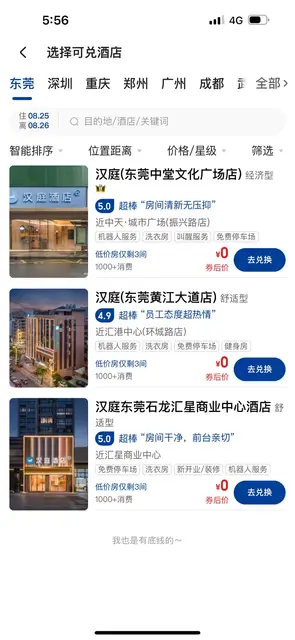 5:56
4G
选择可兑酒店
东莞 深圳 重庆 郑州 广州 成都 全部
住 08.25
离 08.26
目的地/酒店/关键词
智能排序 位置距离 价格/星级 筛选
汉庭(东莞中堂文化广场店) 经济型
5.0 超棒 “房间清新无压抑”
近中天·城市广场(振兴路店)
机器人服务 洗衣房 叫醒服务 免费停车场
低价房仅剩3间
1000+消费
¥0
券后价
去兑换
汉庭(东莞黄江大道店) 舒适型
4.9 超棒 “员工态度超热情”
近汇港中心(环城路店)
机器人服务 洗衣房 免费停车场 健身房
低价房仅剩3间
1000+消费
¥0
券后价
去兑换
汉庭东莞石龙汇星商业中心酒店 舒
适型
5.0 超棒 “房间干净，前台亲切”
近汇星商业中心
免费停车场 洗衣房 新开业/装修 机器人服务
低价房仅剩3间
1000+消费
¥0
券后价
去兑换
汉庭酒店
汉庭酒店
我也是有底线的～